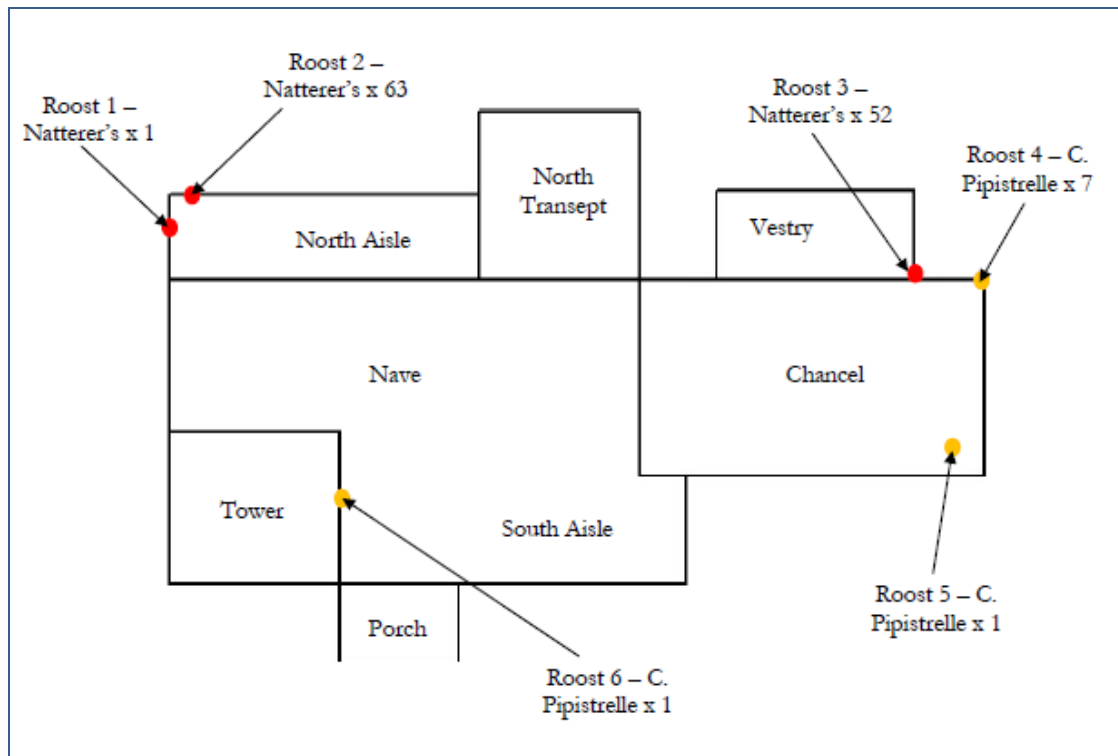 Roost 1 –
Natterer's x 1
Roost 2 –
Natterer's x 63
Roost 3 –
Natterer's x 52
Roost 4 – C.
Pipistrelle x 7
North
Transept
Vestry
North Aisle
Nave
Chancel
Tower
South Aisle
Porch
Roost 5 – C.
Pipistrelle x 1
Roost 6 – C.
Pipistrelle x 1